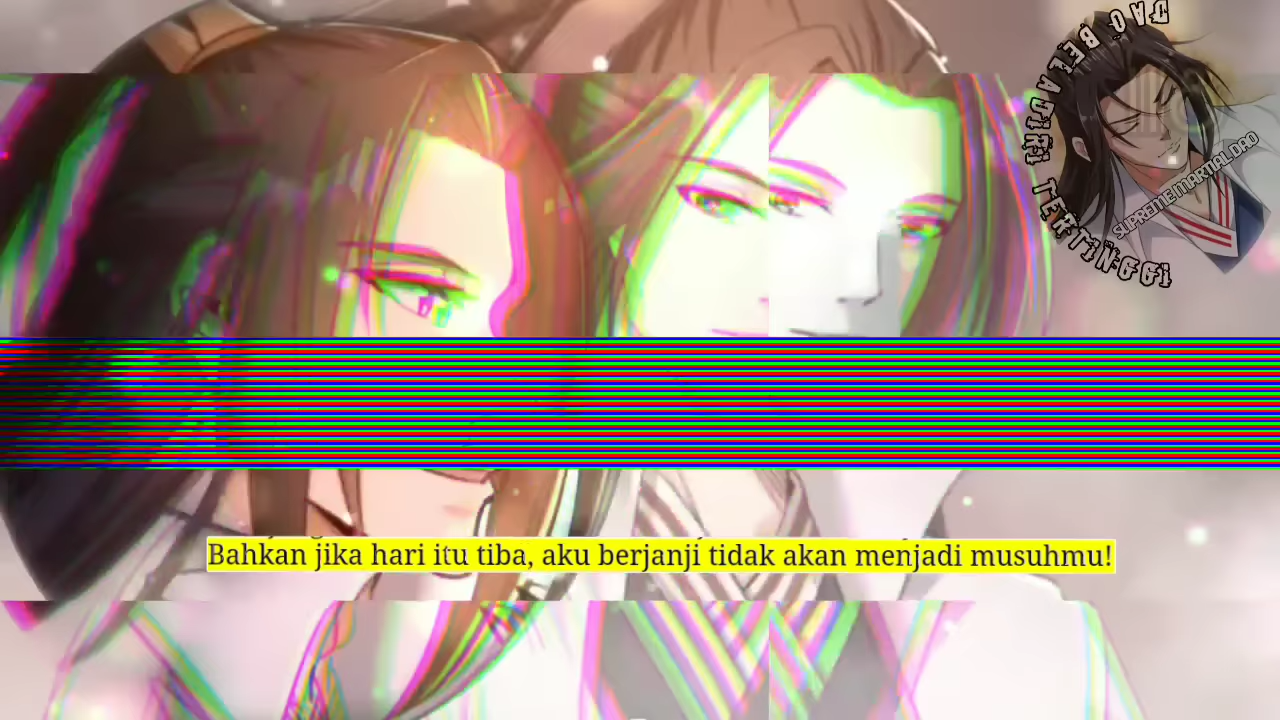 DAO BELADIRI TERTINGGI
SUPREME MARTIAL DAO
Bahkan jika hari itu tiba, aku berjanji tidak akan menjadi musuhmu!